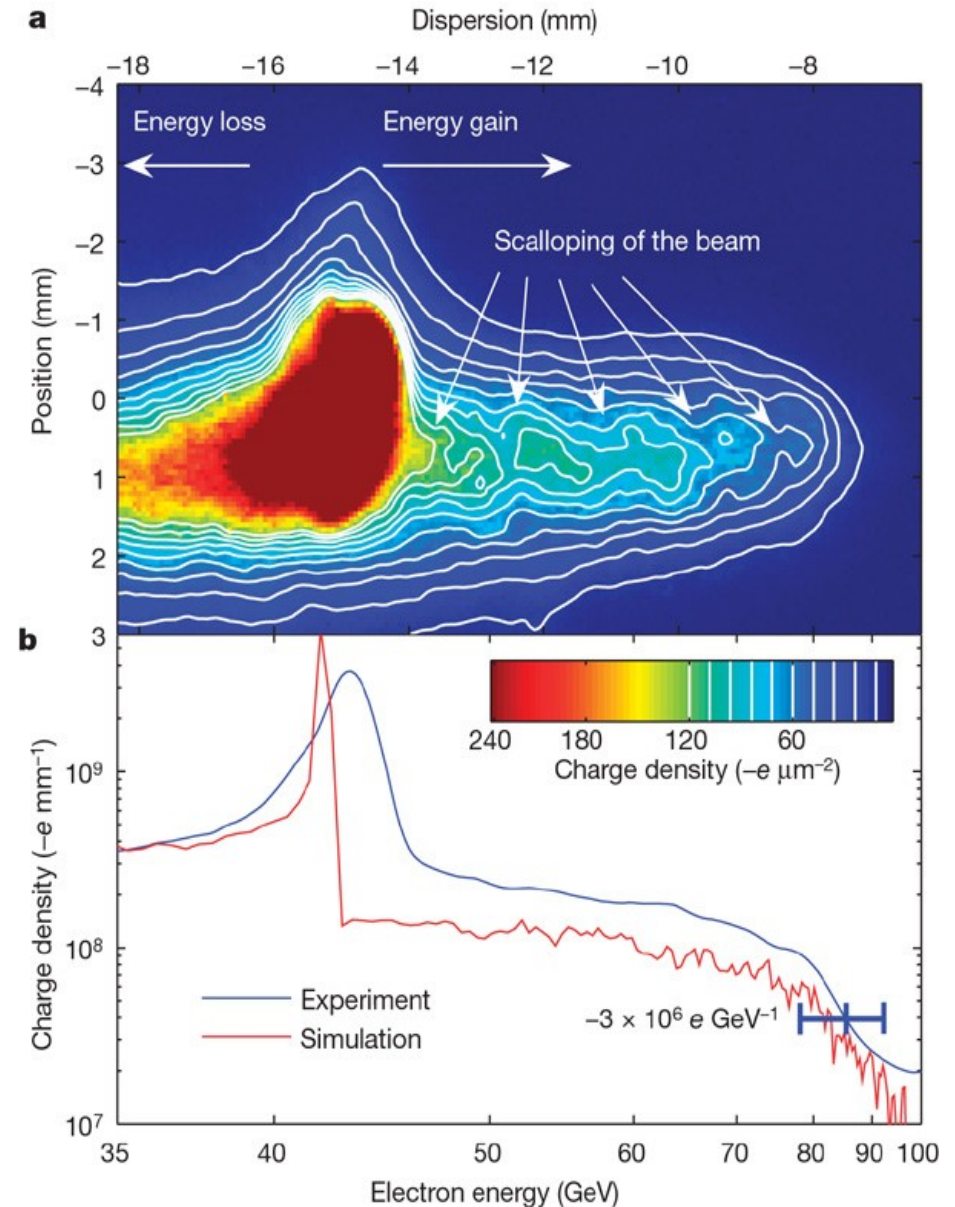 a
Dispersion (mm)
−18 −16 −14 −12 −10 −8
−4
Energy loss Energy gain
−3
Scalloping of the beam
−2
−1
Position (mm)
0
1
2
3
b
240 180 120 60
Charge density (−e μm⁻²)
10⁹
Charge density (−e mm⁻¹)
10⁸
Experiment
−3 × 10⁶ e GeV⁻¹
Simulation
10⁷
35 40 50 60 70 80 90 100
Electron energy (GeV)